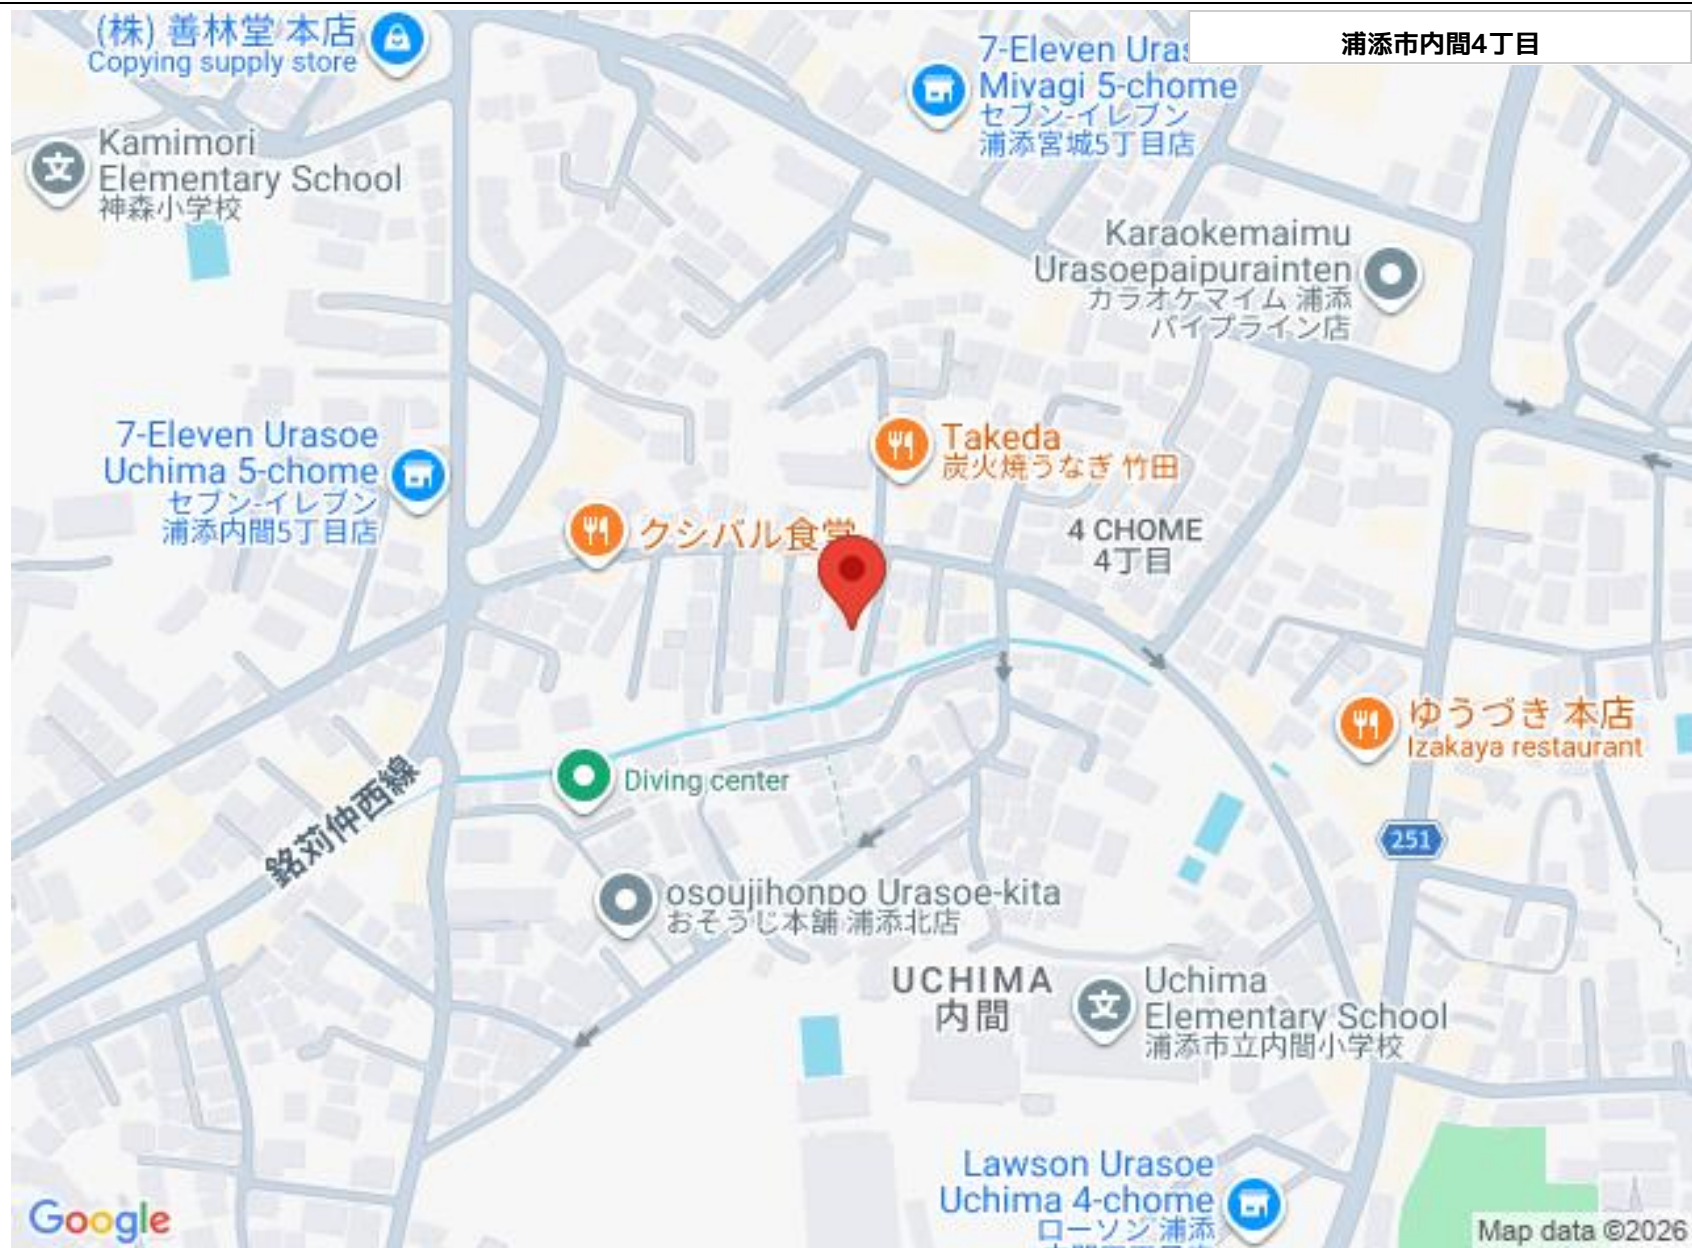 浦添市内間4丁目
(株) 善林堂 本店
Copying supply store
7-Eleven Uras
Miyagi 5-chome
セブン-イレブン
浦添宮城5丁目店
Kamimori
Elementary School
神森小学校
Karaokemaimu
Urasoepaipurainten
カラオケマイム 浦添
パイプライン店
7-Eleven Urasoe
Uchima 5-chome
セブン-イレブン
浦添内間5丁目店
Takeda
炭火焼うなぎ 竹田
クシバル食堂
4 CHOME
4丁目
ゆうづき 本店
Izakaya restaurant
Diving center
銘苅仲西線
251
osoujihonpo Urasoe-kita
おそうじ本舗 浦添北店
UCHIMA
内間
Uchima
Elementary School
浦添市立内間小学校
Lawson Urasoe
Uchima 4-chome
ローソン 浦添
Google
Map data ©2026